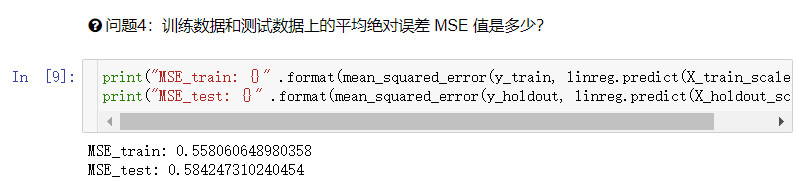 问题4：训练数据和测试数据上的平均绝对误差 MSE 值是多少？
In [9]: print("MSE_train: {}" .format(mean_squared_error(y_train, linreg.predict(X_train_scale
print("MSE_test: {}" .format(mean_squared_error(y_holdout, linreg.predict(X_holdout_sc
MSE_train: 0.558060648980358
MSE_test: 0.584247310240454